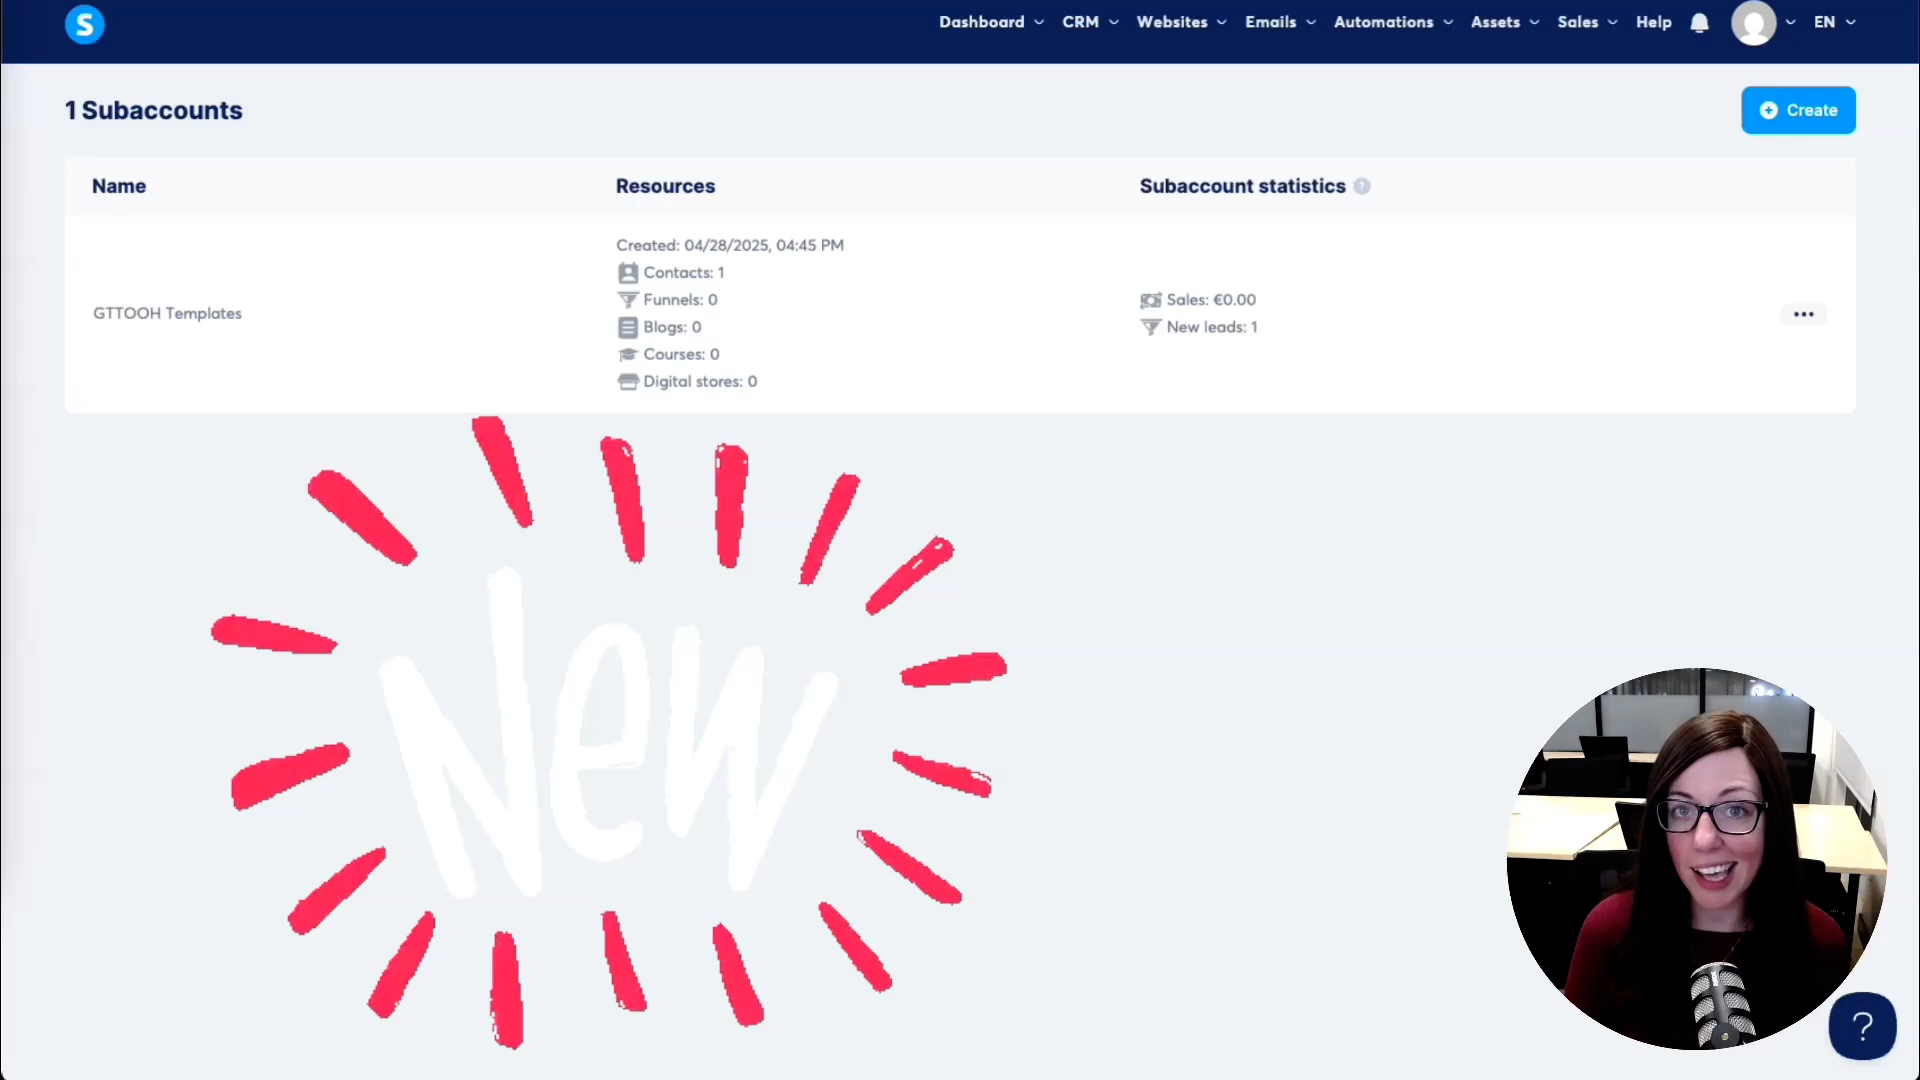 S
Dashboard CRM Websites Emails Automations Assets Sales Help EN
1 Subaccounts
Create
Name Resources Subaccount statistics ?
Created: 04/28/2025, 04:45 PM
Contacts: 1
Funnels: 0
Blogs: 0
Courses: 0
Digital stores: 0
GTTOOH Templates
Sales: €0.00
New leads: 1
New
?